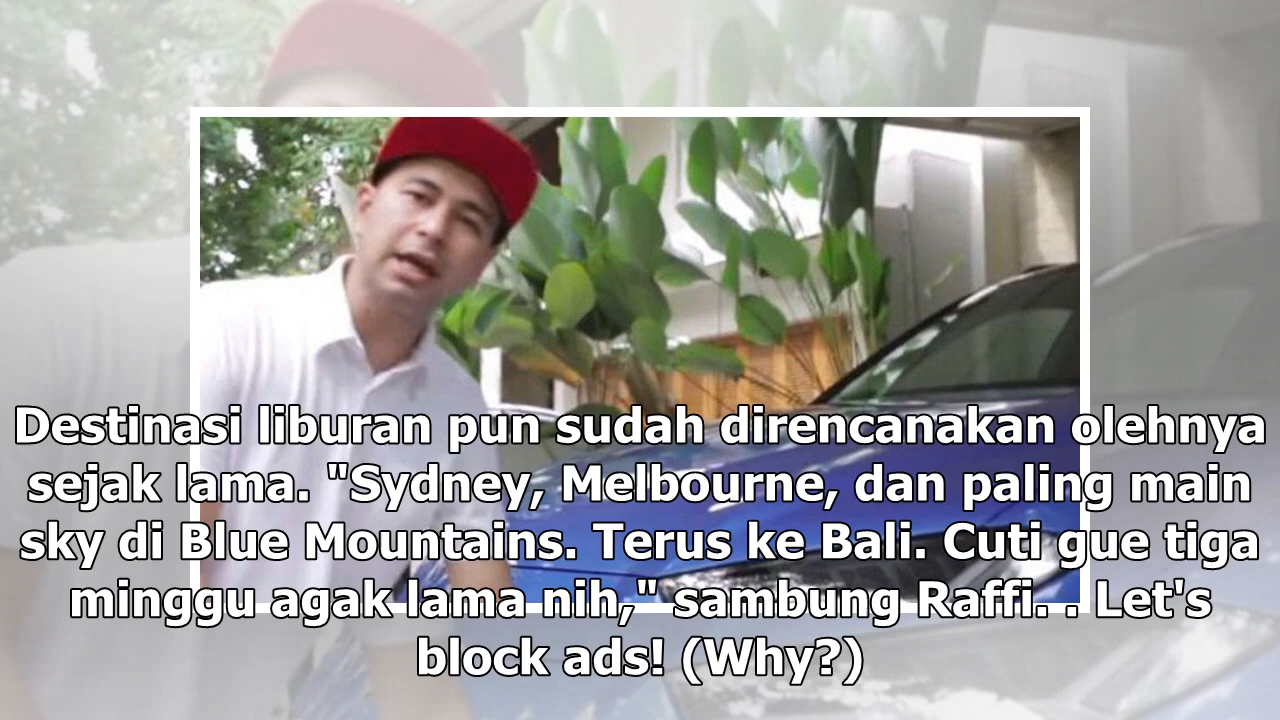 Destinasi liburan pun sudah direncanakan olehnya
sejak lama. "Sydney, Melbourne, dan paling main
sky di Blue Mountains. Terus ke Bali. Cuti gue tiga
minggu agak lama nih," sambung Raffi. . Let's
block ads! (Why?)